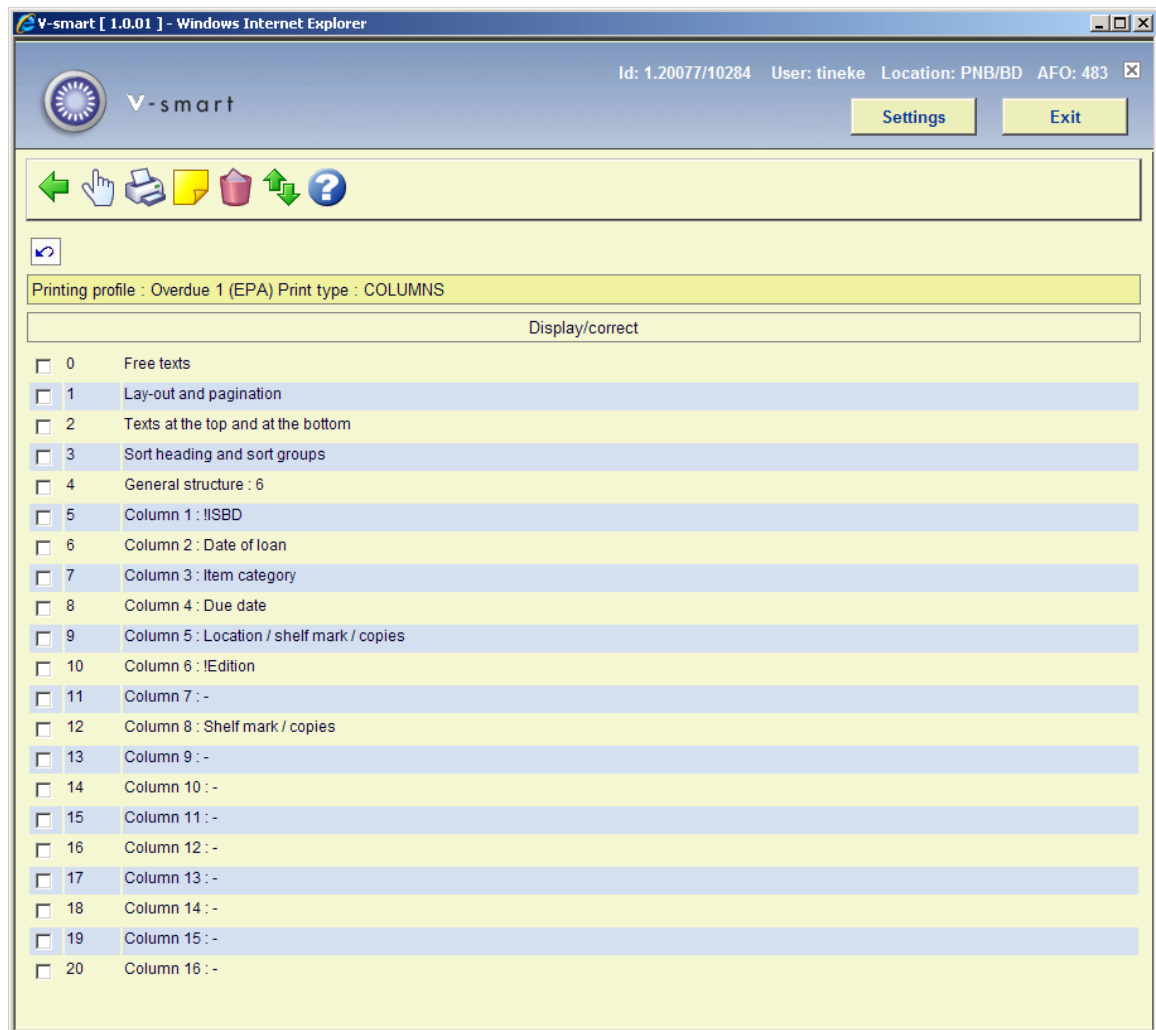 V-smart [ 1.0.01 ] - Windows Internet Explorer
Id: 1.20077/10284 User: tineke Location: PNB/BD AFO: 483
V-smart
Settings Exit
Printing profile : Overdue 1 (EPA) Print type : COLUMNS
Display/correct
0 Free texts
1 Lay-out and pagination
2 Texts at the top and at the bottom
3 Sort heading and sort groups
4 General structure : 6
5 Column 1 : !ISBD
6 Column 2 : Date of loan
7 Column 3 : Item category
8 Column 4 : Due date
9 Column 5 : Location / shelf mark / copies
10 Column 6 : !Edition
11 Column 7 : -
12 Column 8 : Shelf mark / copies
13 Column 9 : -
14 Column 10 : -
15 Column 11 : -
16 Column 12 : -
17 Column 13 : -
18 Column 14 : -
19 Column 15 : -
20 Column 16 : -